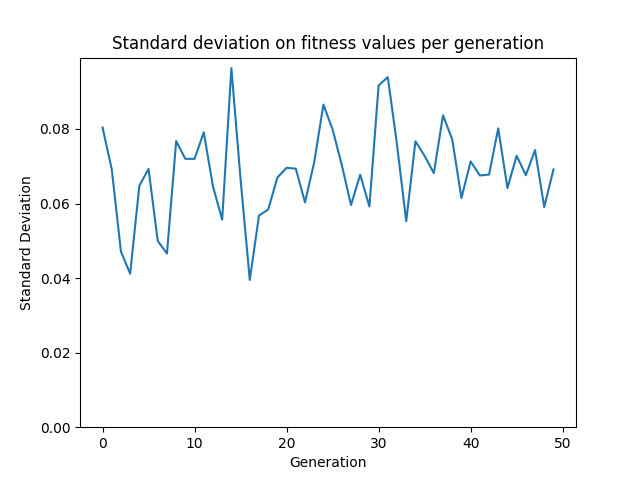 Standard deviation on fitness values per generation
0.08
0.06
0.04
0.02
0.00
Standard Deviation
0 10 20 30 40 50
Generation